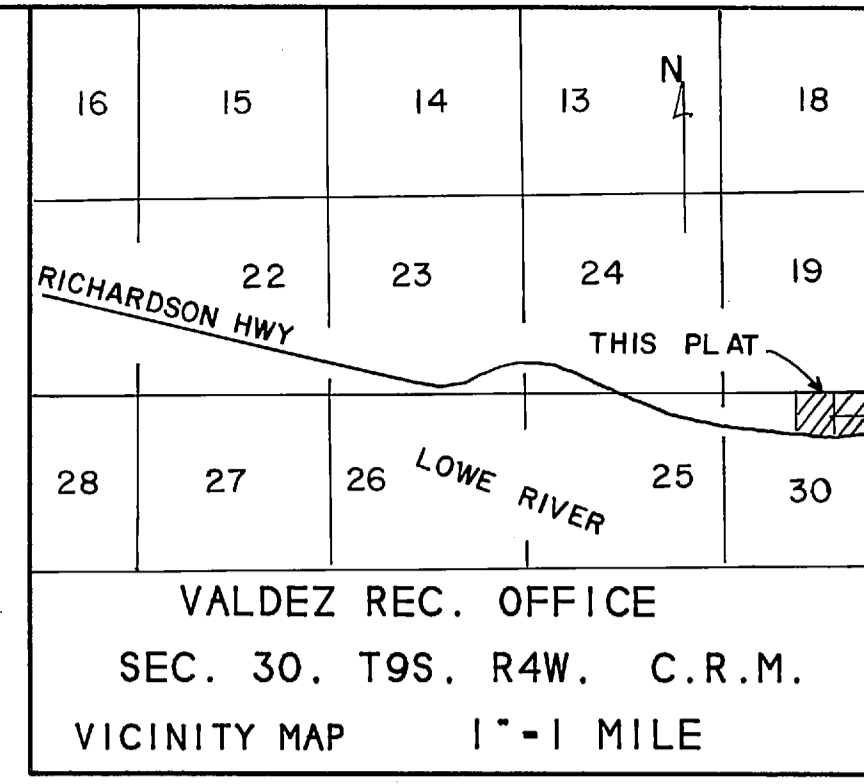 16 15 14 13 N 18
RICHARDSON HWY 22 23 24 19
THIS PLAT
28 27 26 LOWE RIVER 25 30
VALDEZ REC. OFFICE
SEC. 30. T9S. R4W. C.R.M.
VICINITY MAP 1"-1 MILE